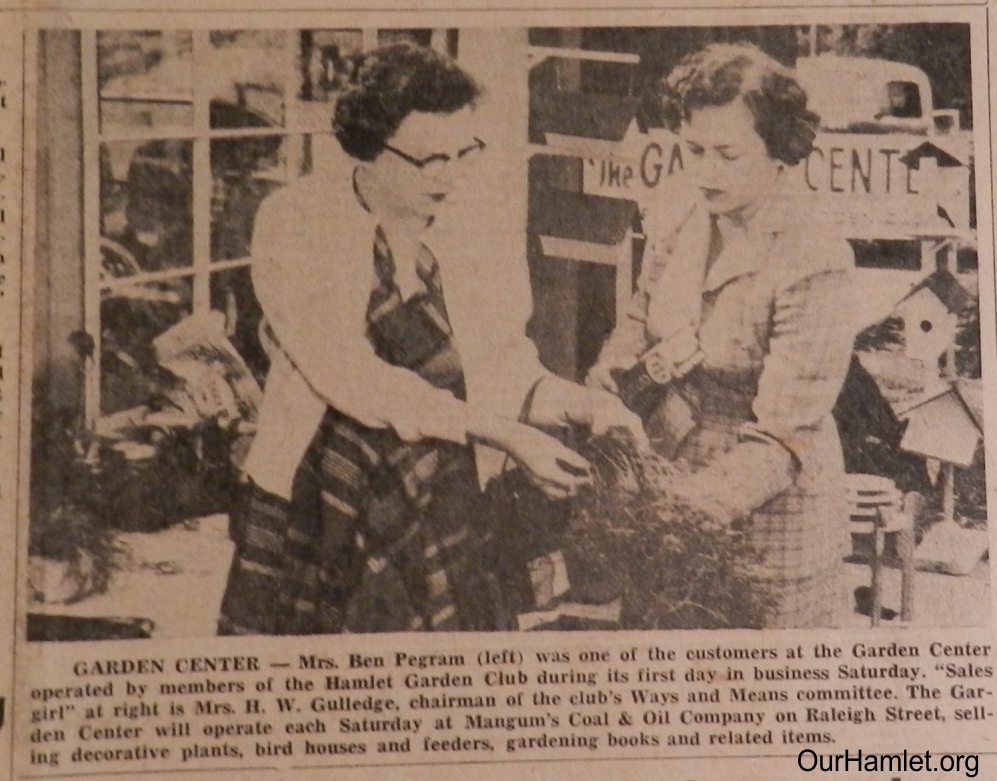 The GA CENTE
GARDEN CENTER — Mrs. Ben Pegram (left) was one of the customers at the Garden Center
operated by members of the Hamlet Garden Club during its first day in business Saturday. “Sales
girl” at right is Mrs. H. W. Gulledge, chairman of the club's Ways and Means committee. The Gar-
den Center will operate each Saturday at Mangum's Coal & Oil Company on Raleigh Street, sell-
ing decorative plants, bird houses and feeders, gardening books and related items.
OurHamlet.org